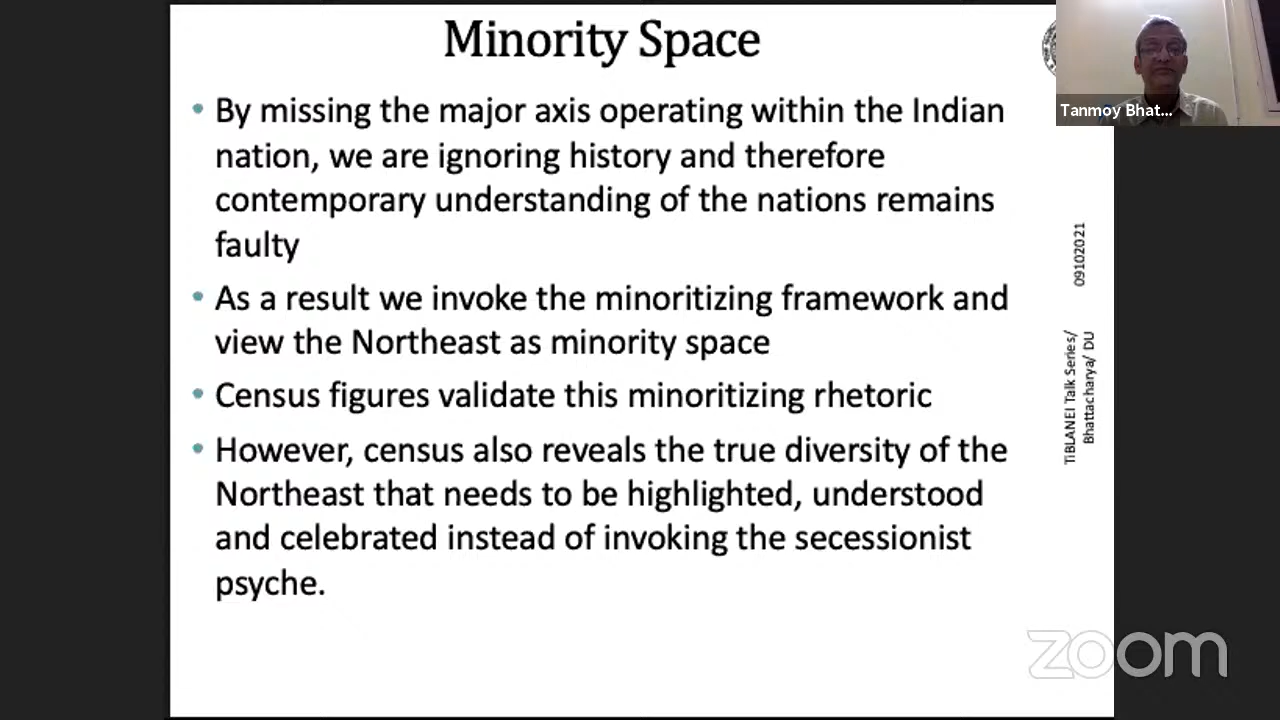 Minority Space
• By missing the major axis operating within the Indian
nation, we are ignoring history and therefore
contemporary understanding of the nations remains
faulty
• As a result we invoke the minoritizing framework and
view the Northeast as minority space
• Census figures validate this minoritizing rhetoric
• However, census also reveals the true diversity of the
Northeast that needs to be highlighted, understood
and celebrated instead of invoking the secessionist
psyche.
Tanmoy Bhat...
09102021
TiBLANEI Talk Series/
Bhattacharya/ DU
zoom